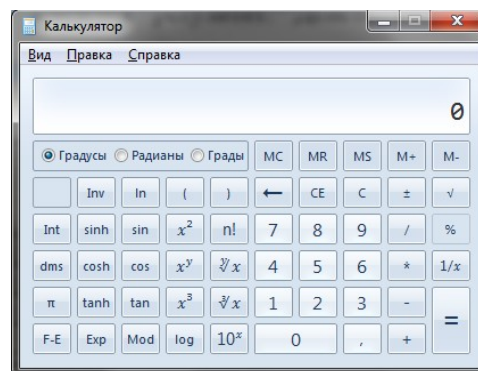 Калькулятор
Вид Правка Справка
0
Градусы Радианы Грады MC MR MS M+ M-
Inv ln ( ) ← CE C ± √
Int sinh sin x² n! 7 8 9 / %
dms cosh cos xʸ ʸ√x 4 5 6 * 1/x
π tanh tan x³ ³√x 1 2 3 - =
F-E Exp Mod log 10ˣ 0 , +